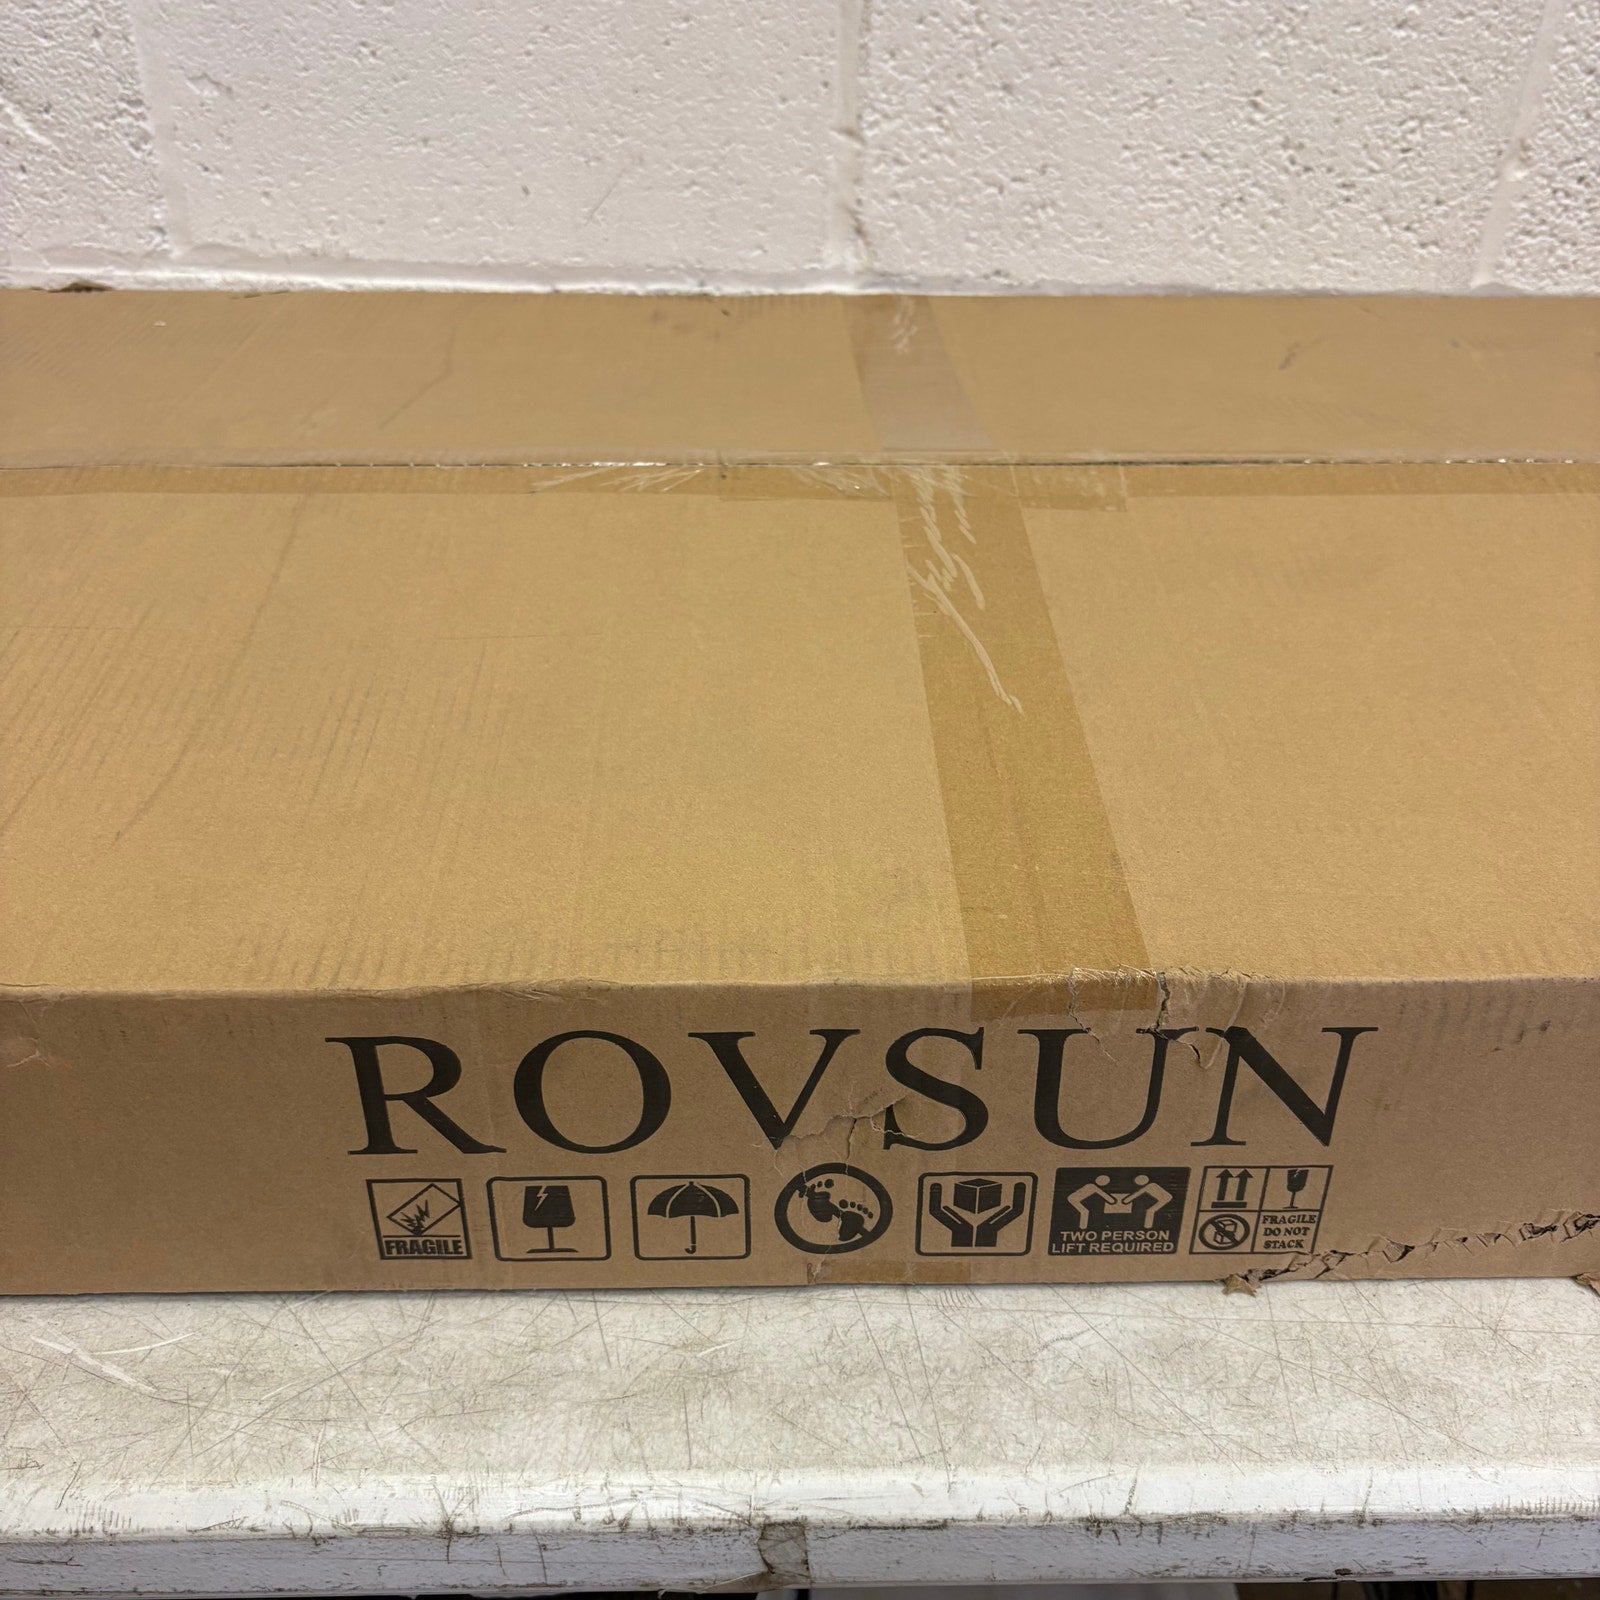 ROVSUN
FRAGILE
TWO PERSON
LIFT REQUIRED
FRAGILE
DO NOT
STACK